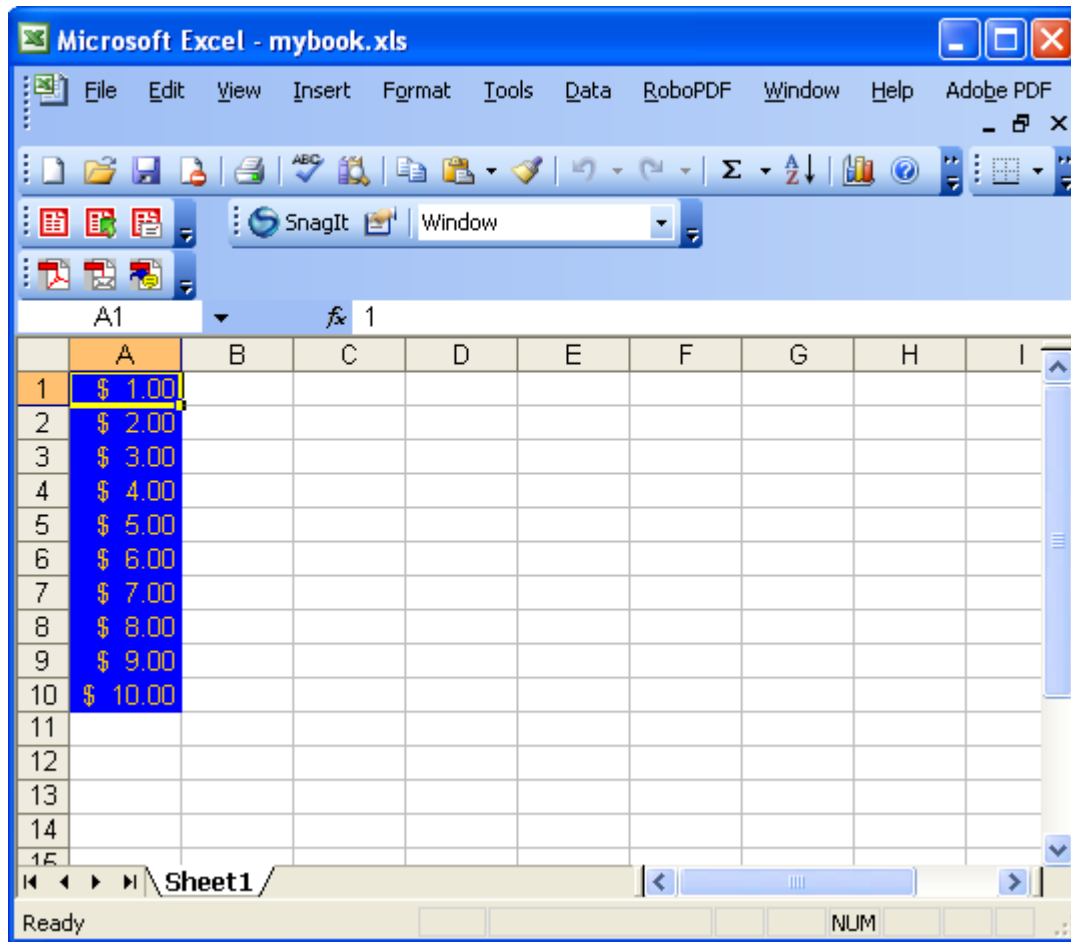 Microsoft Excel - mybook.xls
File Edit View Insert Format Tools Data RoboPDF Window Help Adobe PDF
ABC Σ A Z ?
SnagIt Window
A1 fx 1
A B C D E F G H I
1 $ 1.00
2 $ 2.00
3 $ 3.00
4 $ 4.00
5 $ 5.00
6 $ 6.00
7 $ 7.00
8 $ 8.00
9 $ 9.00
10 $ 10.00
11
12
13
14
15
Sheet1
Ready NUM